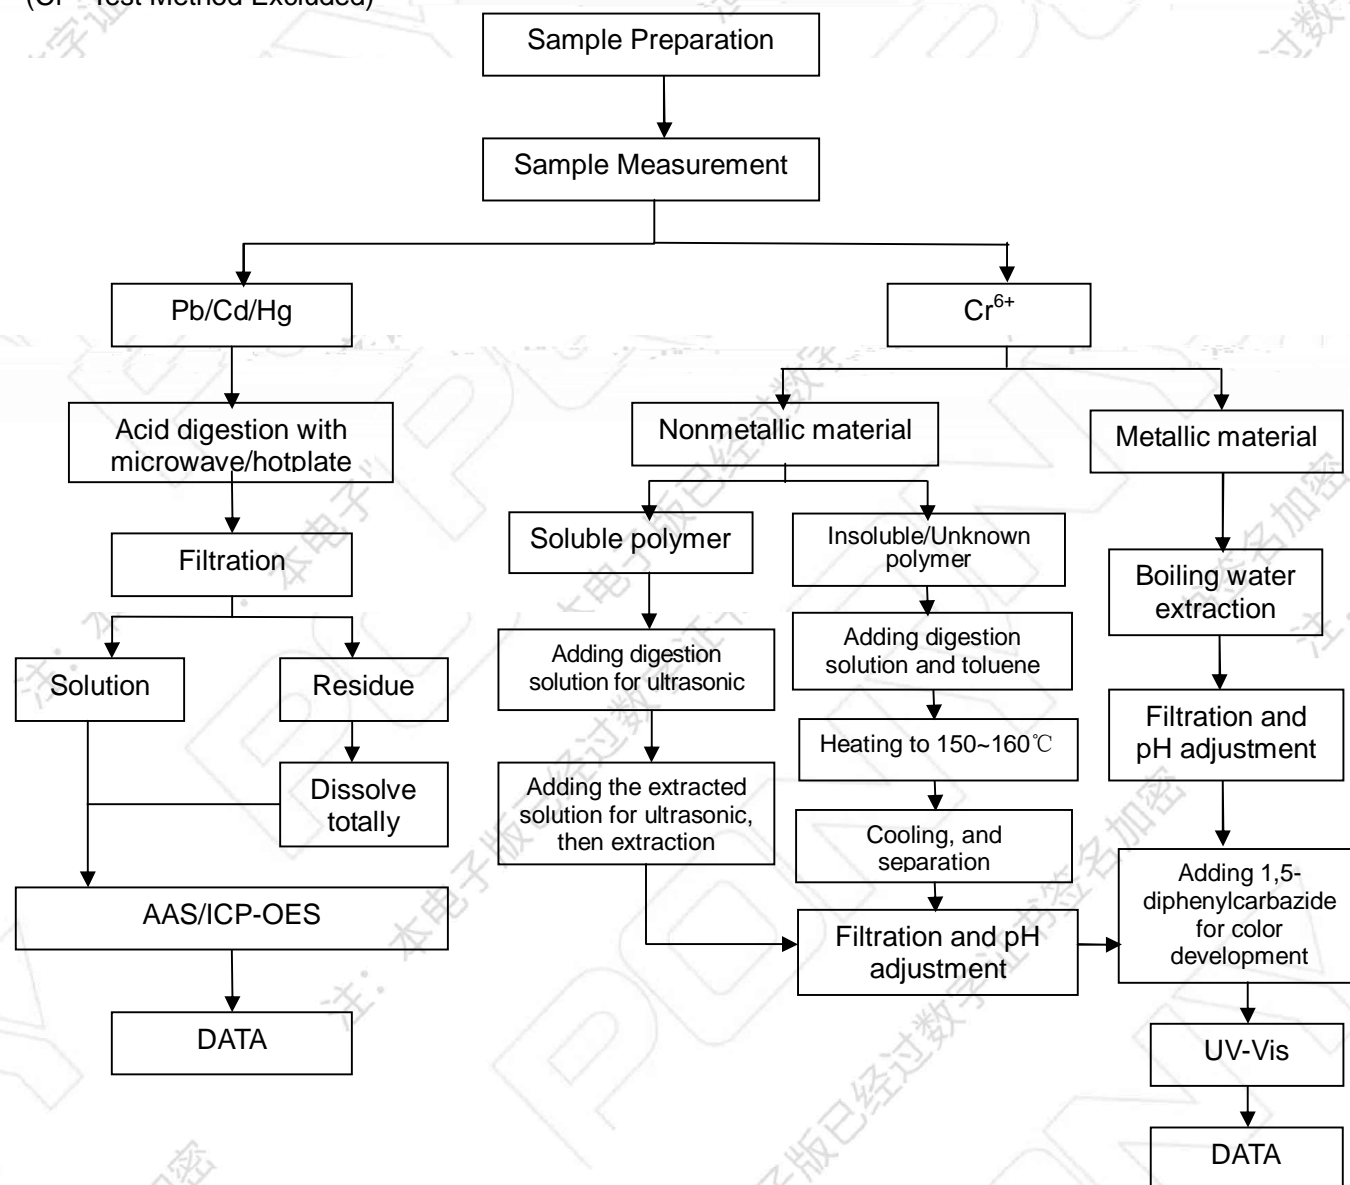 Sample Preparation
Sample Measurement
Pb/Cd/Hg
Cr6+
Acid digestion with
microwave/hotplate
Nonmetallic material
Metallic material
Filtration
Soluble polymer
Insoluble/Unknown
polymer
Boiling water
extraction
Solution
Residue
Adding digestion
solution for ultrasonic
Adding digestion
solution and toluene
Filtration and
pH adjustment
Heating to 150~160℃
Dissolve
totally
Adding the extracted
solution for ultrasonic,
then extraction
Cooling, and
separation
Adding 1,5-
diphenylcarbazide
for color
development
AAS/ICP-OES
Filtration and pH
adjustment
DATA
UV-Vis
DATA